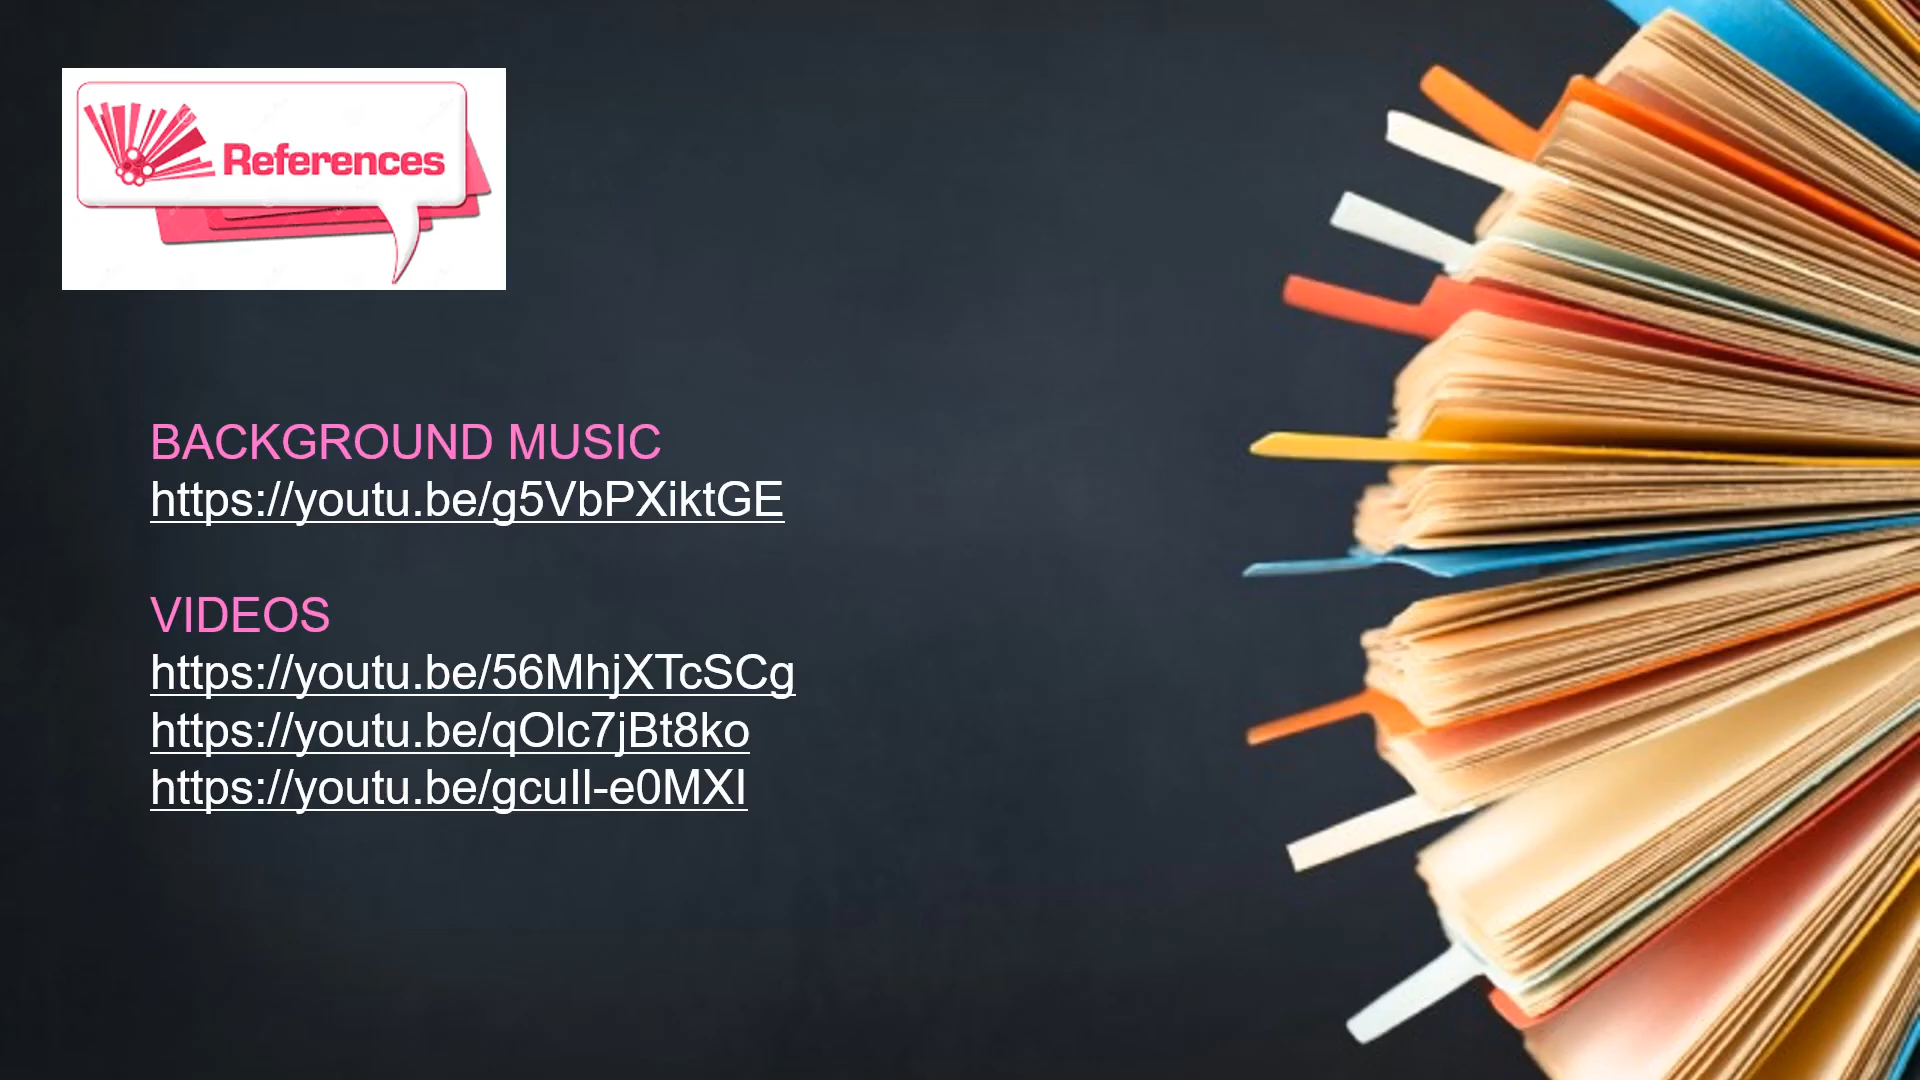 References
BACKGROUND MUSIC
https://youtu.be/g5VbPXiktGE
VIDEOS
https://youtu.be/56MhjXTcSCg
https://youtu.be/qOlc7jBt8ko
https://youtu.be/gcuIl-e0MXI